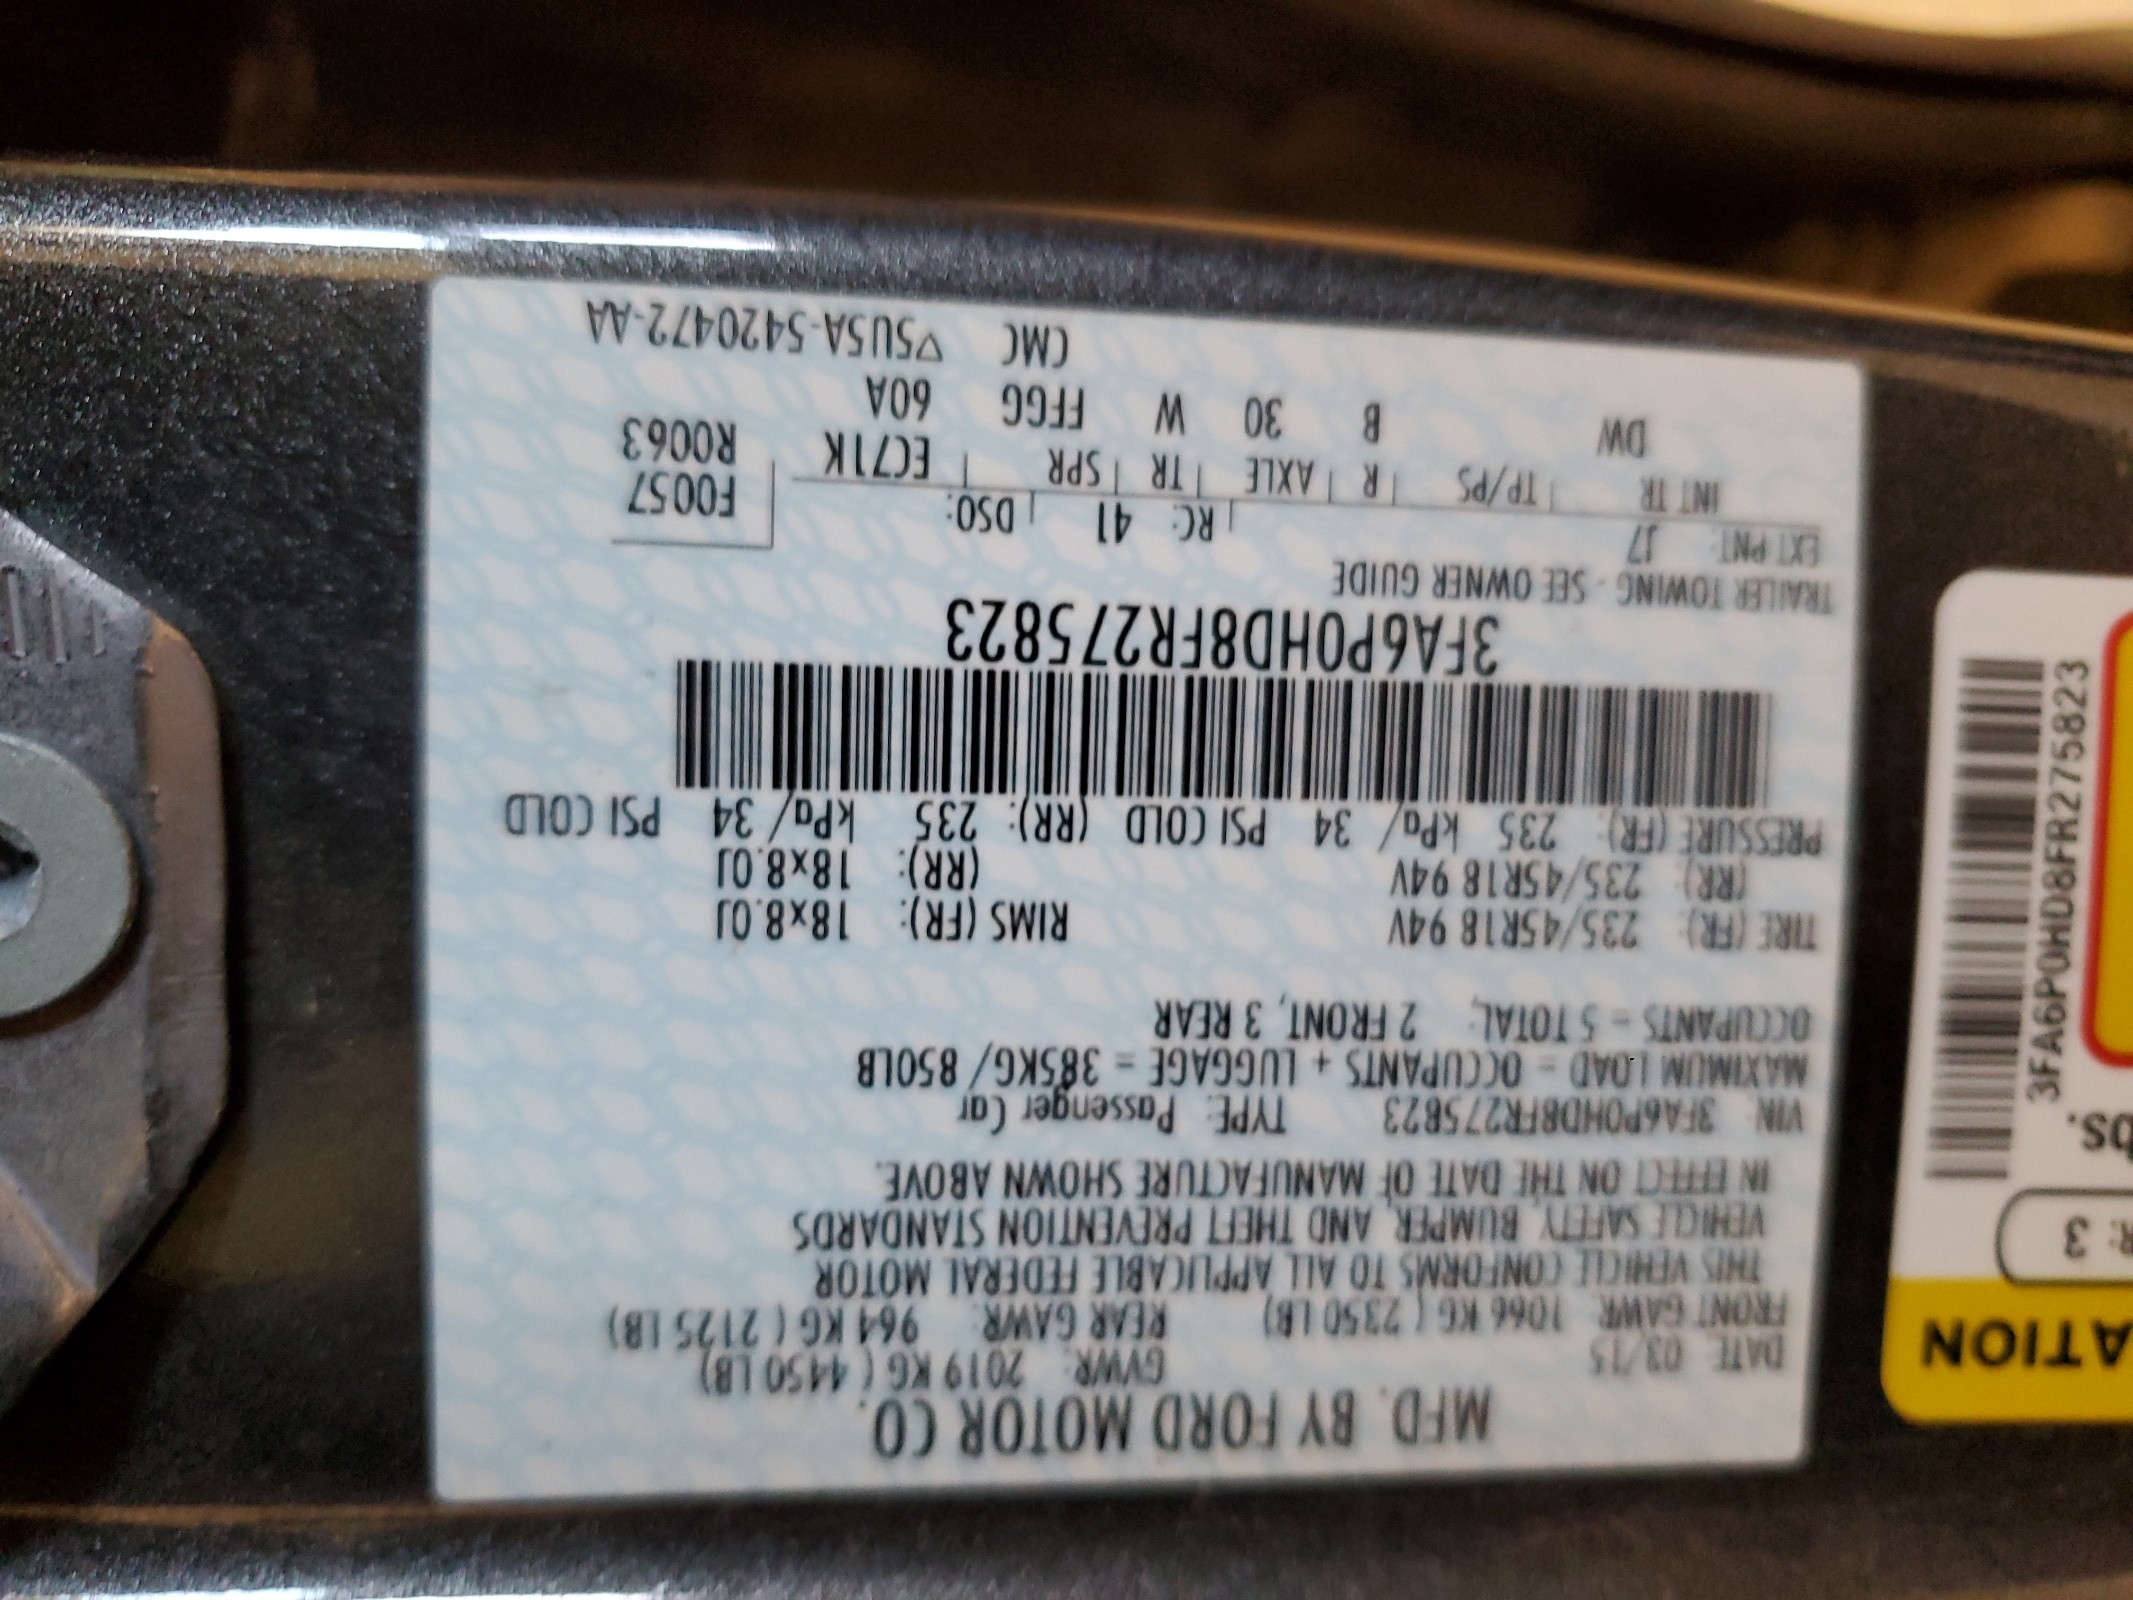 MFD. BY FORD MOTOR CO.
DATE: 03/15 GVWR: 2019 KG ( 4450 LB)
FRONT GAWR: 1066 KG ( 2350 LB) REAR GAWR: 964 KG ( 2125 LB)
THIS VEHICLE CONFORMS TO ALL APPLICABLE FEDERAL MOTOR
VEHICLE SAFETY, BUMPER, AND THEFT PREVENTION STANDARDS
IN EFFECT ON THE DATE OF MANUFACTURE SHOWN ABOVE.
VIN: 3FA6P0HD8FR275823 TYPE: Passenger Car
MAXIMUM LOAD = OCCUPANTS + LUGGAGE = 385KG/ 850LB
OCCUPANTS - 5 TOTAL: 2 FRONT, 3 REAR
TIRE (FR): 235/45R18 94V RIMS (FR): 18x8.0J
(RR): 235/45R18 94V (RR): 18x8.0J
PRESSURE (FR): 235 kPa/ 34 PSI COLD (RR): 235 kPa/ 34 PSI COLD
3FA6P0HD8FR275823
TRAILER TOWING - SEE OWNER GUIDE
EXT PNT: J7 RC: 41 DSO: F0057
INT TR TP/PS R AXLE TR SPR EC71K R0063
DW B 30 W FFGG 60A
CMC ▽5U5A-5420472-AA
ATION
R: 3
bs.
3FA6P0HD8FR275823